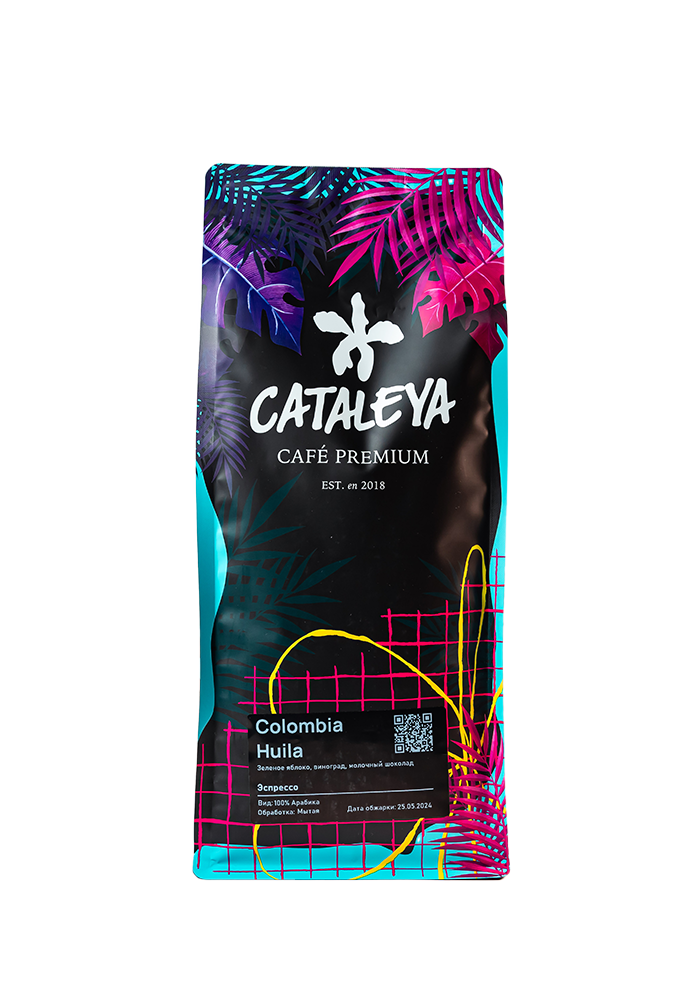 CATALEYA
CAFÉ PREMIUM
EST. en 2018
Colombia
Huila
Зеленое яблоко, виноград, молочный шоколад
Эспрессо
Вид: 100% Арабика
Обработка: Мытая
Дата обжарки: 25.05.2024